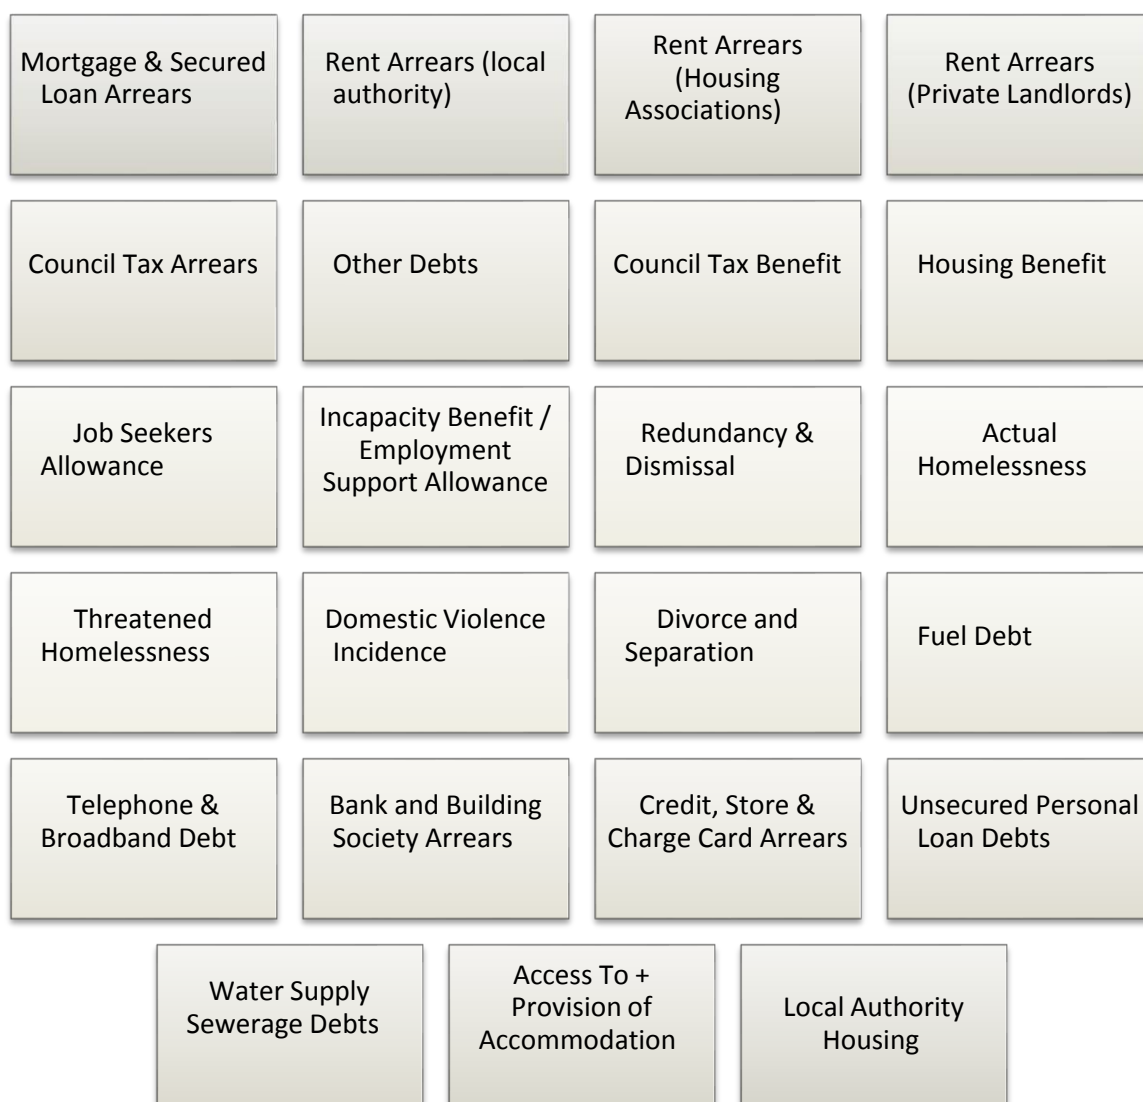 Mortgage & Secured
Loan Arrears
Rent Arrears (local
authority)
Rent Arrears
(Housing
Associations)
Rent Arrears
(Private Landlords)
Council Tax Arrears
Other Debts
Council Tax Benefit
Housing Benefit
Job Seekers
Allowance
Incapacity Benefit /
Employment
Support Allowance
Redundancy &
Dismissal
Actual
Homelessness
Threatened
Homelessness
Domestic Violence
Incidence
Divorce and
Separation
Fuel Debt
Telephone &
Broadband Debt
Bank and Building
Society Arrears
Credit, Store &
Charge Card Arrears
Unsecured Personal
Loan Debts
Water Supply
Sewerage Debts
Access To +
Provision of
Accommodation
Local Authority
Housing